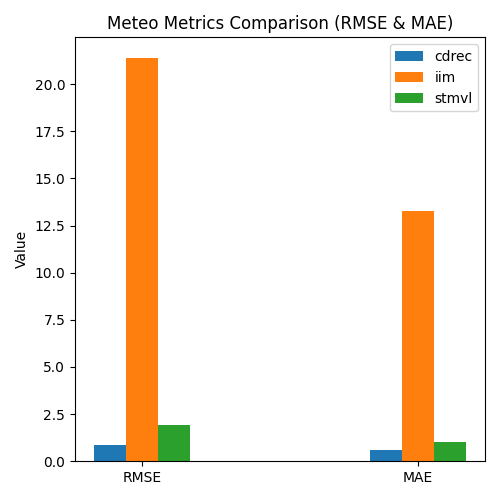 Meteo Metrics Comparison (RMSE & MAE)
cdrec
iim
stmvl
Value
20.0
17.5
15.0
12.5
10.0
7.5
5.0
2.5
0.0
RMSE
MAE